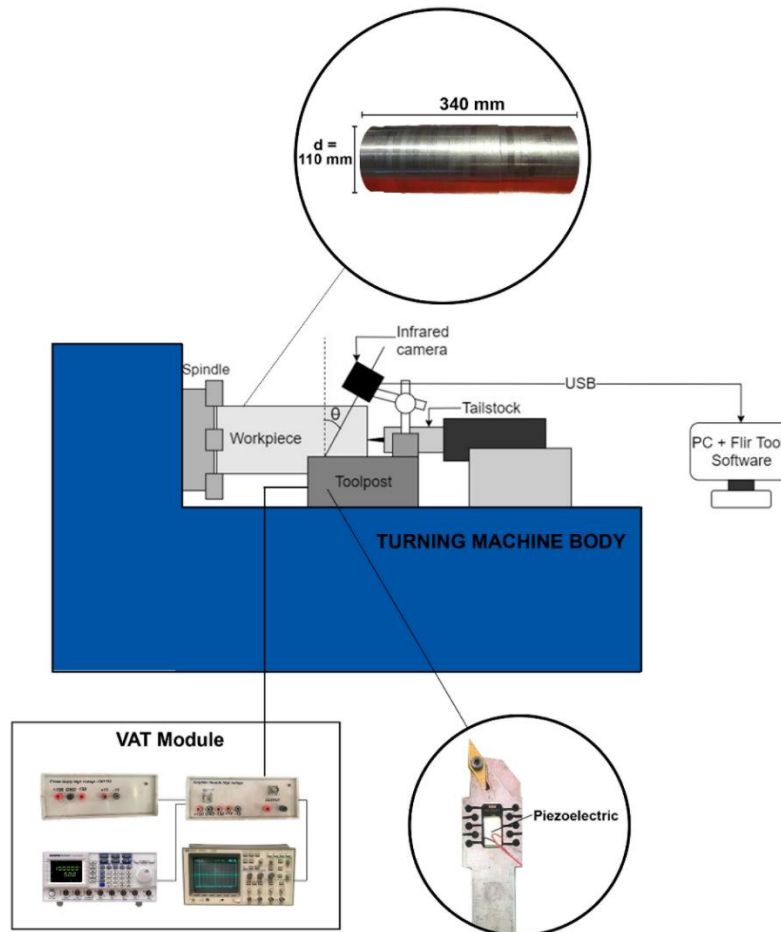 340 mm
d =
110 mm
Infrared
camera
Spindle
USB
θ
Tailstock
Workpiece
PC + Flir Tool
Software
Toolpost
TURNING MACHINE BODY
VAT Module
Piezoelectric